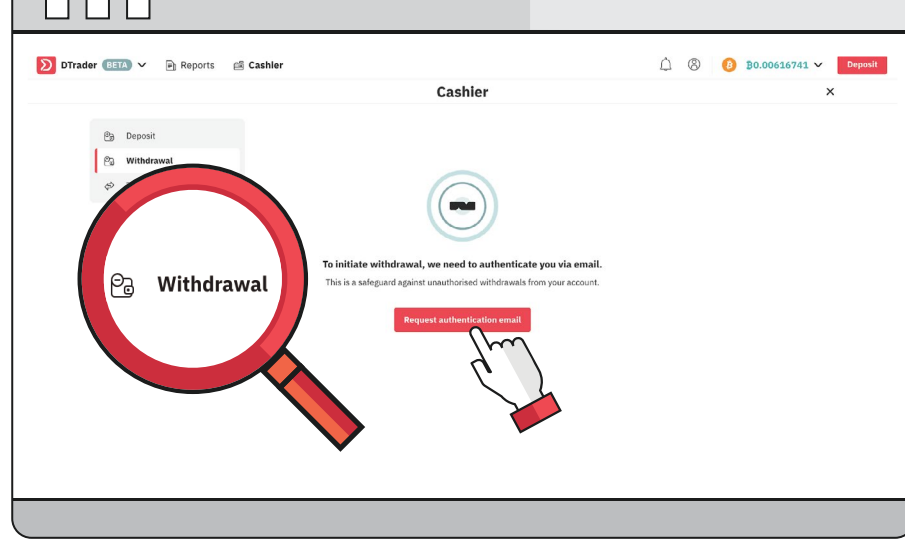 DTrader BETA Reports Cashier ₿0.00616741 Deposit
Cashier
Deposit
Withdrawal
Withdrawal
To initiate withdrawal, we need to authenticate you via email.
This is a safeguard against unauthorised withdrawals from your account.
Request authentication email